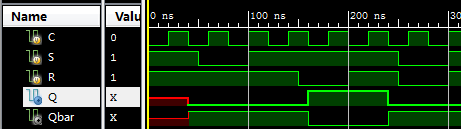 Name Valu 0 ns 100 ns 200 ns 30
C 0
S 1
R 1
Q X
Qbar X